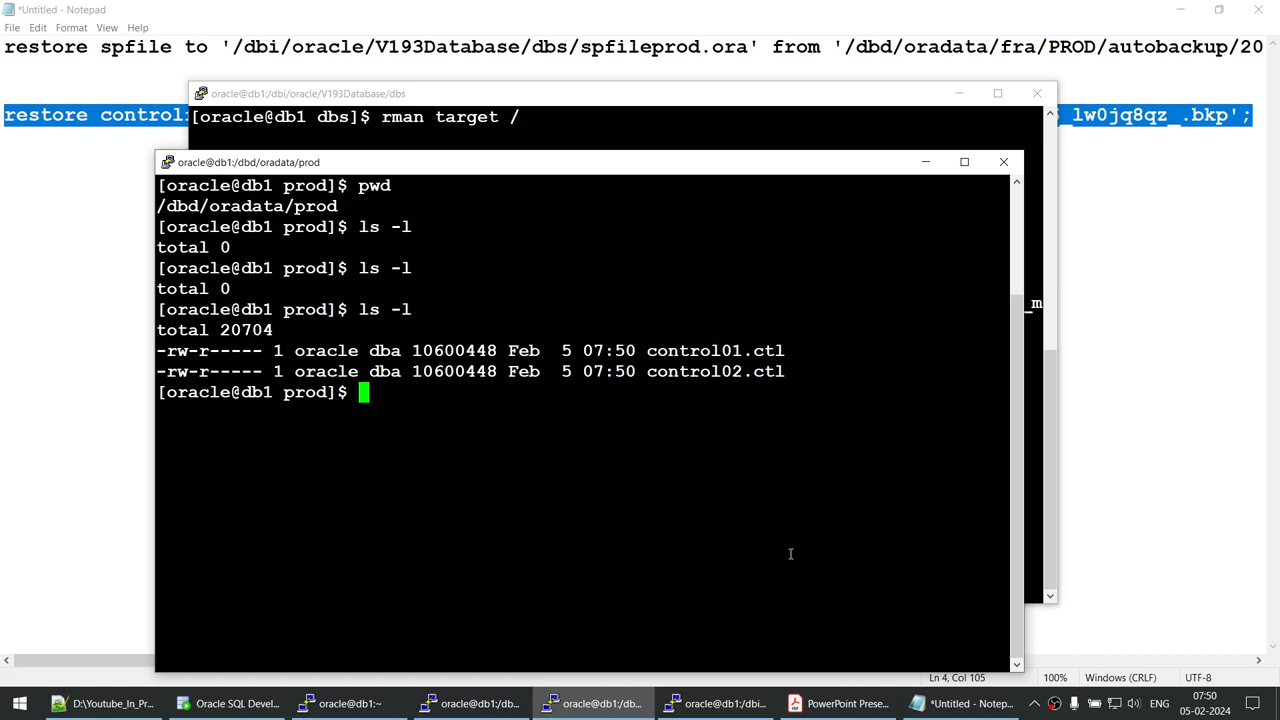 *Untitled - Notepad
File Edit Format View Help
restore spfile to '/dbi/oracle/V193Database/dbs/spfileprod.ora' from '/dbd/oradata/fra/PROD/autobackup/20
oracle@db1:/dbi/oracle/V193Database/dbs
restore control
_lw0jq8qz_.bkp';
[oracle@db1 dbs]$ rman target /
oracle@db1:/dbd/oradata/prod
[oracle@db1 prod]$ pwd
/dbd/oradata/prod
[oracle@db1 prod]$ ls -l
total 0
[oracle@db1 prod]$ ls -l
total 0
[oracle@db1 prod]$ ls -l
_m
total 20704
-rw-r----- 1 oracle dba 10600448 Feb  5 07:50 control01.ctl
-rw-r----- 1 oracle dba 10600448 Feb  5 07:50 control02.ctl
[oracle@db1 prod]$
Ln 4, Col 105 100% Windows (CRLF) UTF-8
D:\Youtube_In_Pr... Oracle SQL Devel... oracle@db1:~ oracle@db1:/db... oracle@db1:/db... oracle@db1:/dbi... PowerPoint Prese... *Untitled - Notep... ENG 07:50
05-02-2024